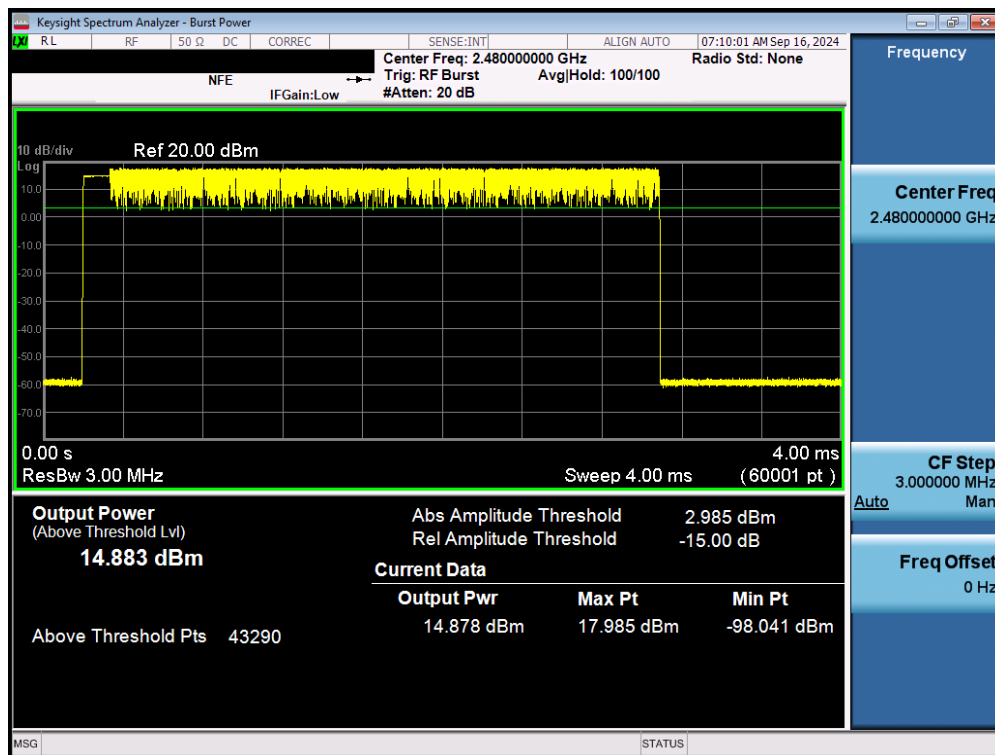 Keysight Spectrum Analyzer - Burst Power
LXI RL RF 50 Ω DC CORREC SENSE:INT ALIGN AUTO 07:10:01 AM Sep 16, 2024
NFE
IFGain:Low
Center Freq: 2.480000000 GHz Radio Std: None
Trig: RF Burst Avg|Hold: 100/100
#Atten: 20 dB
10 dB/div Ref 20.00 dBm
Log
10.0
0.00
-10.0
-20.0
-30.0
-40.0
-50.0
-60.0
-70.0
0.00 s 4.00 ms
ResBw 3.00 MHz Sweep 4.00 ms (60001 pt)
Output Power
(Above Threshold Lvl)
14.883 dBm
Above Threshold Pts 43290
Abs Amplitude Threshold 2.985 dBm
Rel Amplitude Threshold -15.00 dB
Current Data
Output Pwr Max Pt Min Pt
14.878 dBm 17.985 dBm -98.041 dBm
Frequency
Center Freq
2.480000000 GHz
CF Step
3.000000 MHz
Auto Man
Freq Offset
0 Hz
MSG STATUS